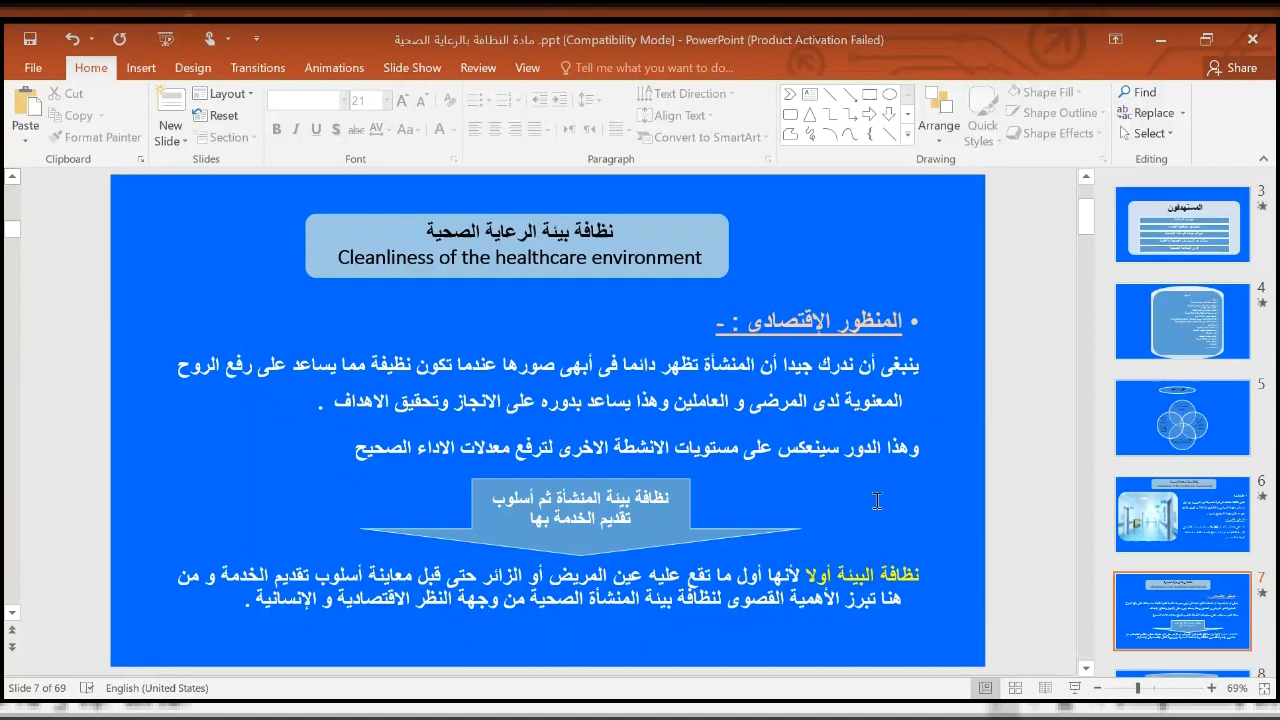 مادة النظافة بالرعاية الصحية .ppt [Compatibility Mode] - PowerPoint (Product Activation Failed)
File Home Insert Design Transitions Animations Slide Show Review View Tell me what you want to do... Share
Paste
Cut
Copy
Format Painter
Clipboard
New Slide
Layout
Reset
Section
Slides
21
Font
Text Direction
Align Text
Convert to SmartArt
Paragraph
Arrange
Quick Styles
Shape Fill
Shape Outline
Shape Effects
Drawing
Find
Replace
Select
Editing
نظافة بيئة الرعاية الصحية
Cleanliness of the healthcare environment
• المنظور الإقتصادى : -
ينبغى أن ندرك جيدا ان المنشأة تظهر دائما فى أبهى صورها عندما تكون نظيفة مما يساعد على رفع الروح
المعنوية لدى المرضى و العاملين وهذا يساعد بدوره على الانجاز وتحقيق الاهداف .
وهذا الدور سينعكس على مستويات الانشطة الاخرى لترفع معدلات الاداء الصحيح
نظافة بيئة المنشأة ثم أسلوب
تقديم الخدمة بها
نظافة البيئة أولا لأنها أول ما تقع عليه عين المريض أو الزائر حتى قبل معاينة أسلوب تقديم الخدمة و من
هنا تبرز الأهمية القصوى لنظافة بيئة المنشأة الصحية من وجهة النظر الاقتصادية و الإنسانية .
3
المستهدفون
4
5
6
7
8
Slide 7 of 69 English (United States) 69%